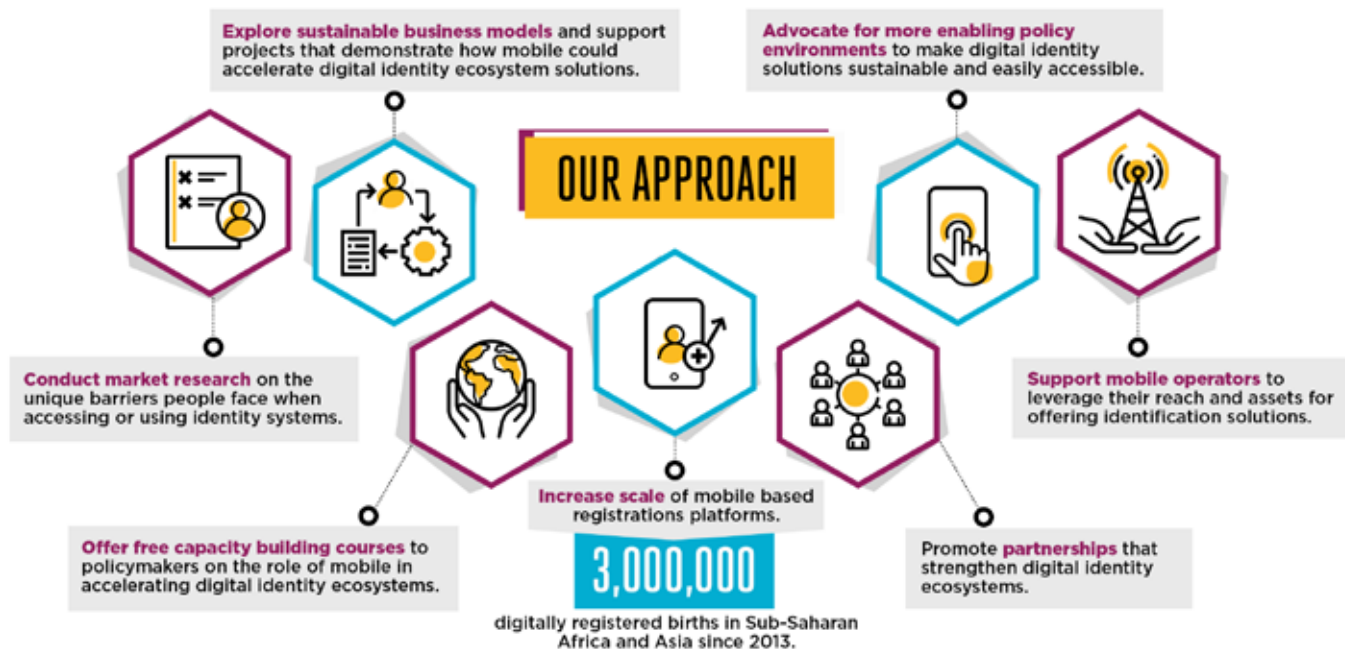 Explore sustainable business models and support
projects that demonstrate how mobile could
accelerate digital identity ecosystem solutions.
Advocate for more enabling policy
environments to make digital identity
solutions sustainable and easily accessible.
OUR APPROACH
Conduct market research on the
unique barriers people face when
accessing or using identity systems.
Support mobile operators to
leverage their reach and assets for
offering identification solutions.
Offer free capacity building courses to
policymakers on the role of mobile in
accelerating digital identity ecosystems.
Increase scale of mobile based
registrations platforms.
3,000,000
digitally registered births in Sub-Saharan
Africa and Asia since 2013.
Promote partnerships that
strengthen digital identity
ecosystems.